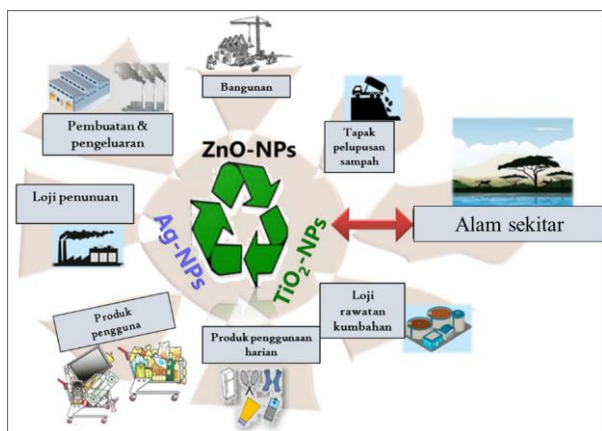 Bangunan
Pembuatan &
pengeluaran
Tapak
pelupusan
sampah
ZnO-NPs
Loji penunuan
Ag-NPs
TiO₂-NPs
Alam sekitar
Loji
rawatan
kumbahan
Produk
pengguna
Produk penggunaan
harian